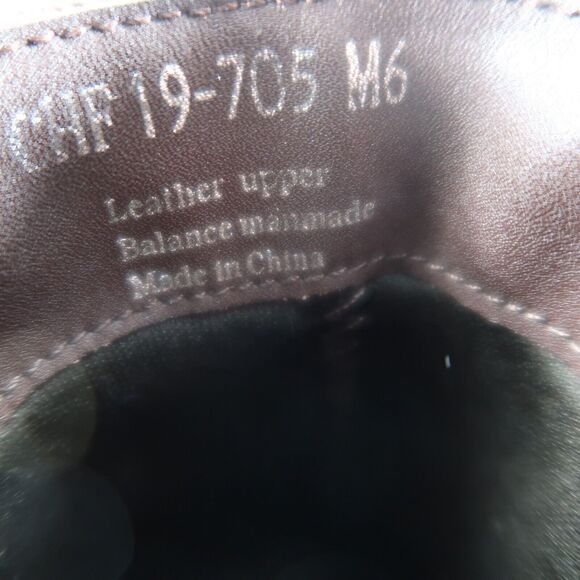 CHF 19-705 M6
Leather upper
Balance manmade
Made in China